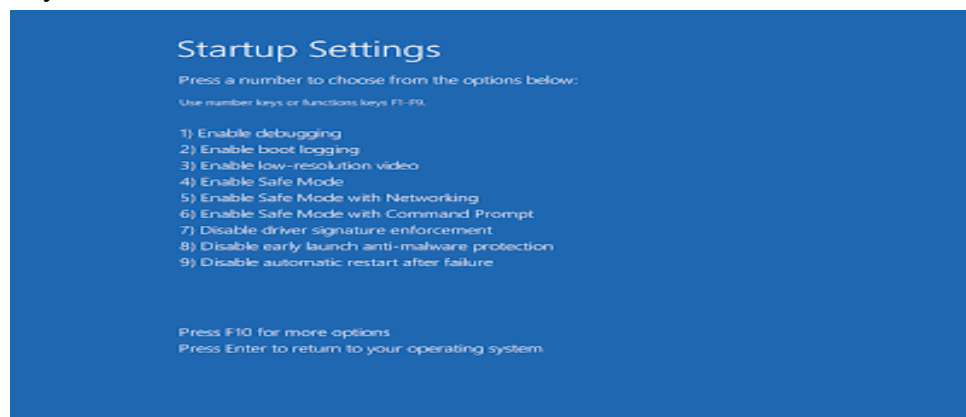 Startup Settings
Press a number to choose from the options below:
Use number keys or functions keys F1-F9.
1) Enable debugging
2) Enable boot logging
3) Enable low-resolution video
4) Enable Safe Mode
5) Enable Safe Mode with Networking
6) Enable Safe Mode with Command Prompt
7) Disable driver signature enforcement
8) Disable early launch anti-malware protection
9) Disable automatic restart after failure
Press F10 for more options
Press Enter to return to your operating system